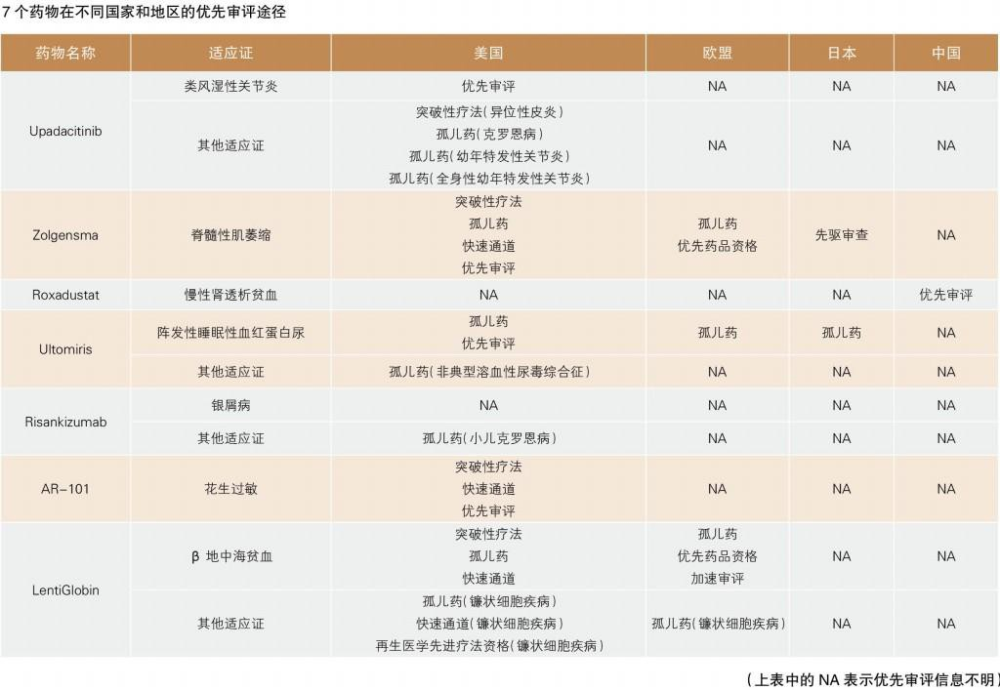 7 个药物在不同国家和地区的优先审评途径
药物名称 适应证 美国 欧盟 日本 中国
Upadacitinib
类风湿性关节炎 优先审评 NA NA NA
其他适应证
突破性疗法(异位性皮炎)
孤儿药(克罗恩病)
孤儿药(幼年特发性关节炎)
孤儿药(全身性幼年特发性关节炎)
NA NA NA
Zolgensma 脊髓性肌萎缩
突破性疗法
孤儿药
快速通道
优先审评
孤儿药
优先药品资格
先驱审查 NA
Roxadustat 慢性肾透析贫血 NA NA NA 优先审评
Ultomiris
阵发性睡眠性血红蛋白尿
孤儿药
优先审评
孤儿药 孤儿药 NA
其他适应证 孤儿药(非典型溶血性尿毒综合征) NA NA NA
Risankizumab
银屑病 NA NA NA NA
其他适应证 孤儿药(小儿克罗恩病) NA NA NA
AR-101 花生过敏
突破性疗法
快速通道
优先审评
NA NA NA
LentiGlobin
β 地中海贫血
突破性疗法
孤儿药
快速通道
孤儿药
优先药品资格
加速审评
NA NA
其他适应证
孤儿药(镰状细胞疾病)
快速通道(镰状细胞疾病)
再生医学先进疗法资格(镰状细胞疾病)
孤儿药(镰状细胞疾病) NA NA
(上表中的 NA 表示优先审评信息不明)